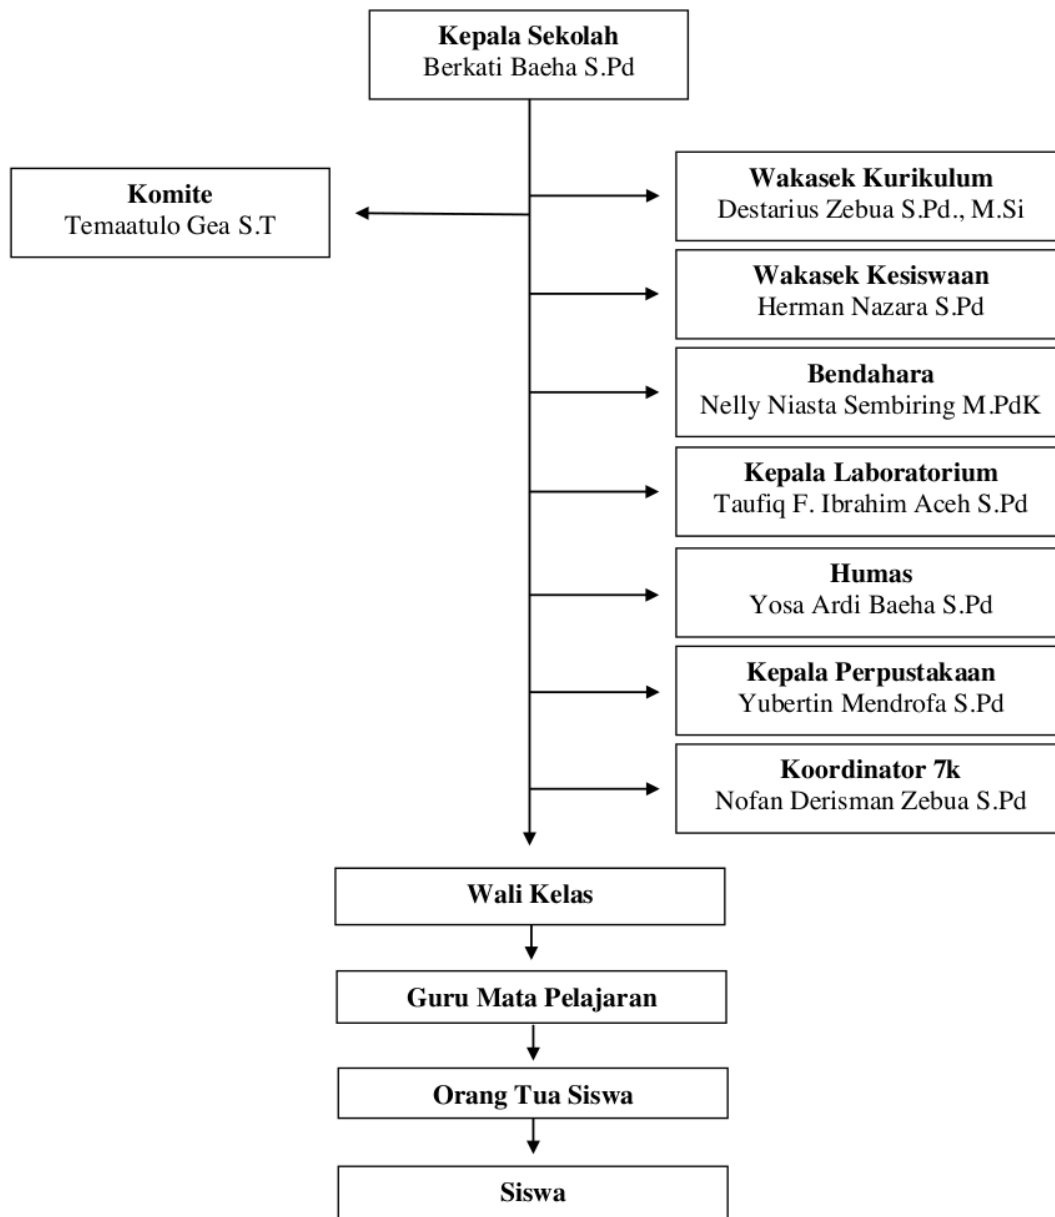 Kepala Sekolah
Berkati Baeha S.Pd
Komite
Temaatulo Gea S.T
Wakasek Kurikulum
Destarius Zebua S.Pd., M.Si
Wakasek Kesiswaan
Herman Nazara S.Pd
Bendahara
Nelly Niasta Sembiring M.PdK
Kepala Laboratorium
Taufiq F. Ibrahim Aceh S.Pd
Humas
Yosa Ardi Baeha S.Pd
Kepala Perpustakaan
Yubertin Mendrofa S.Pd
Koordinator 7k
Nofan Derisman Zebua S.Pd
Wali Kelas
Guru Mata Pelajaran
Orang Tua Siswa
Siswa